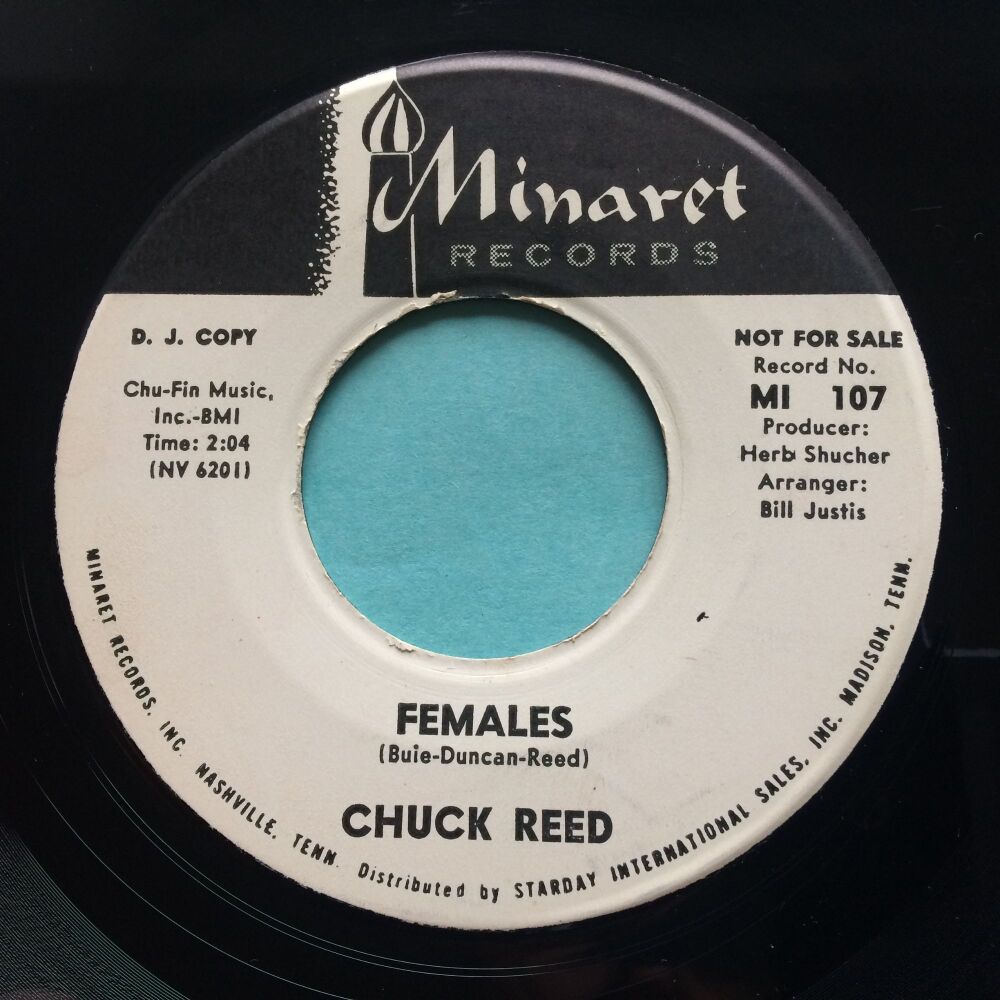 Minaret
RECORDS
D. J. COPY
Chu-Fin Music,
Inc.-BMI
Time: 2:04
(NV 6201)
NOT FOR SALE
Record No.
MI 107
Producer:
Herb Shucher
Arranger:
Bill Justis
FEMALES
(Buie-Duncan-Reed)
CHUCK REED
MINARET RECORDS, INC. NASHVILLE, TENN. Distributed by STARDAY INTERNATIONAL SALES, INC. MADISON, TENN.